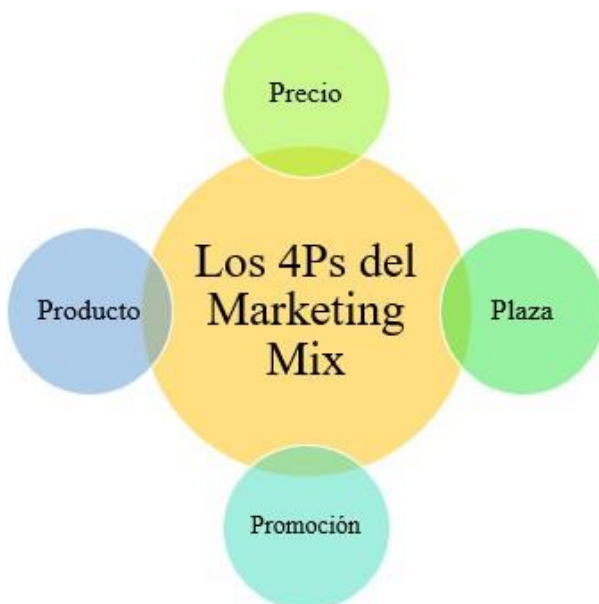 Precio
Los 4Ps del
Marketing
Mix
Producto
Plaza
Promoción